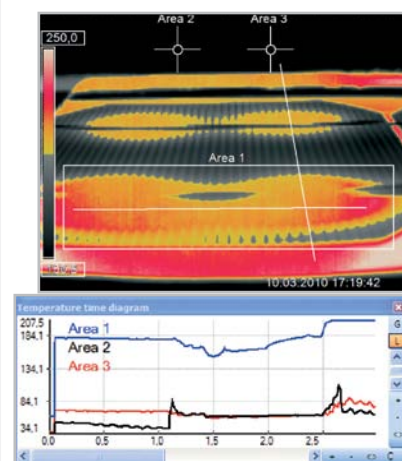 Area 2 Area 3
250,0
Area 1
10.03.2010 17:19:42
Temperature time diagram
207,5
184,1
134,1
84,1
34,1
Area 1
Area 2
Area 3
G
L
0.0 0.5 1.0 1.5 2.0 2.5
C